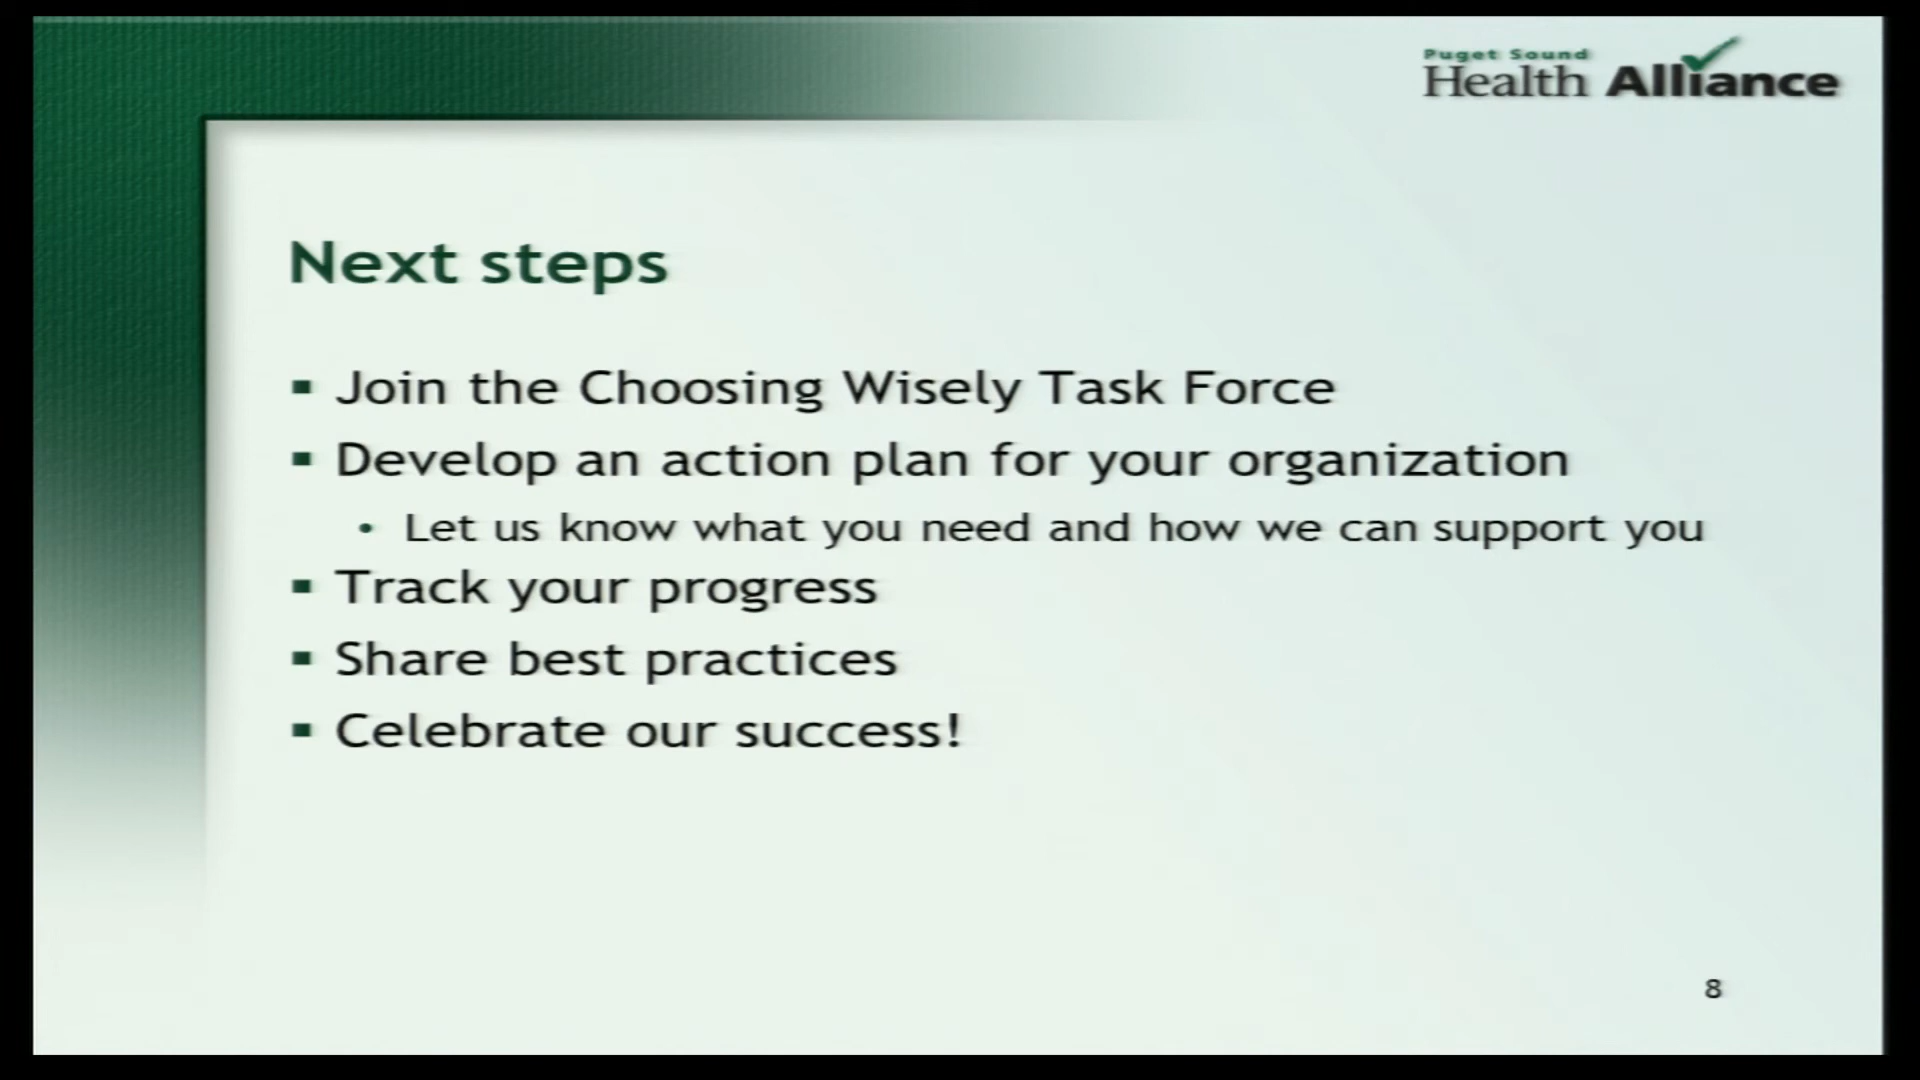 Puget Sound
Health Alliance
Next steps
▪ Join the Choosing Wisely Task Force
▪ Develop an action plan for your organization
• Let us know what you need and how we can support you
▪ Track your progress
▪ Share best practices
▪ Celebrate our success!
8